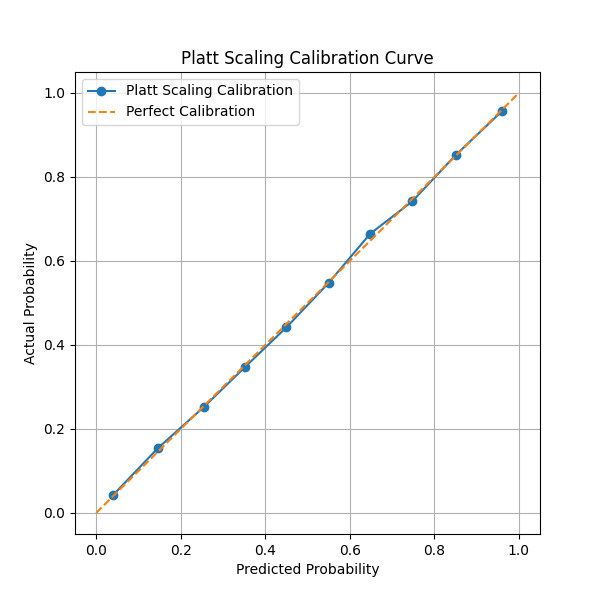 Platt Scaling Calibration Curve
Platt Scaling Calibration
Perfect Calibration
1.0
0.8
0.6
0.4
0.2
0.0
Actual Probability
0.0 0.2 0.4 0.6 0.8 1.0
Predicted Probability